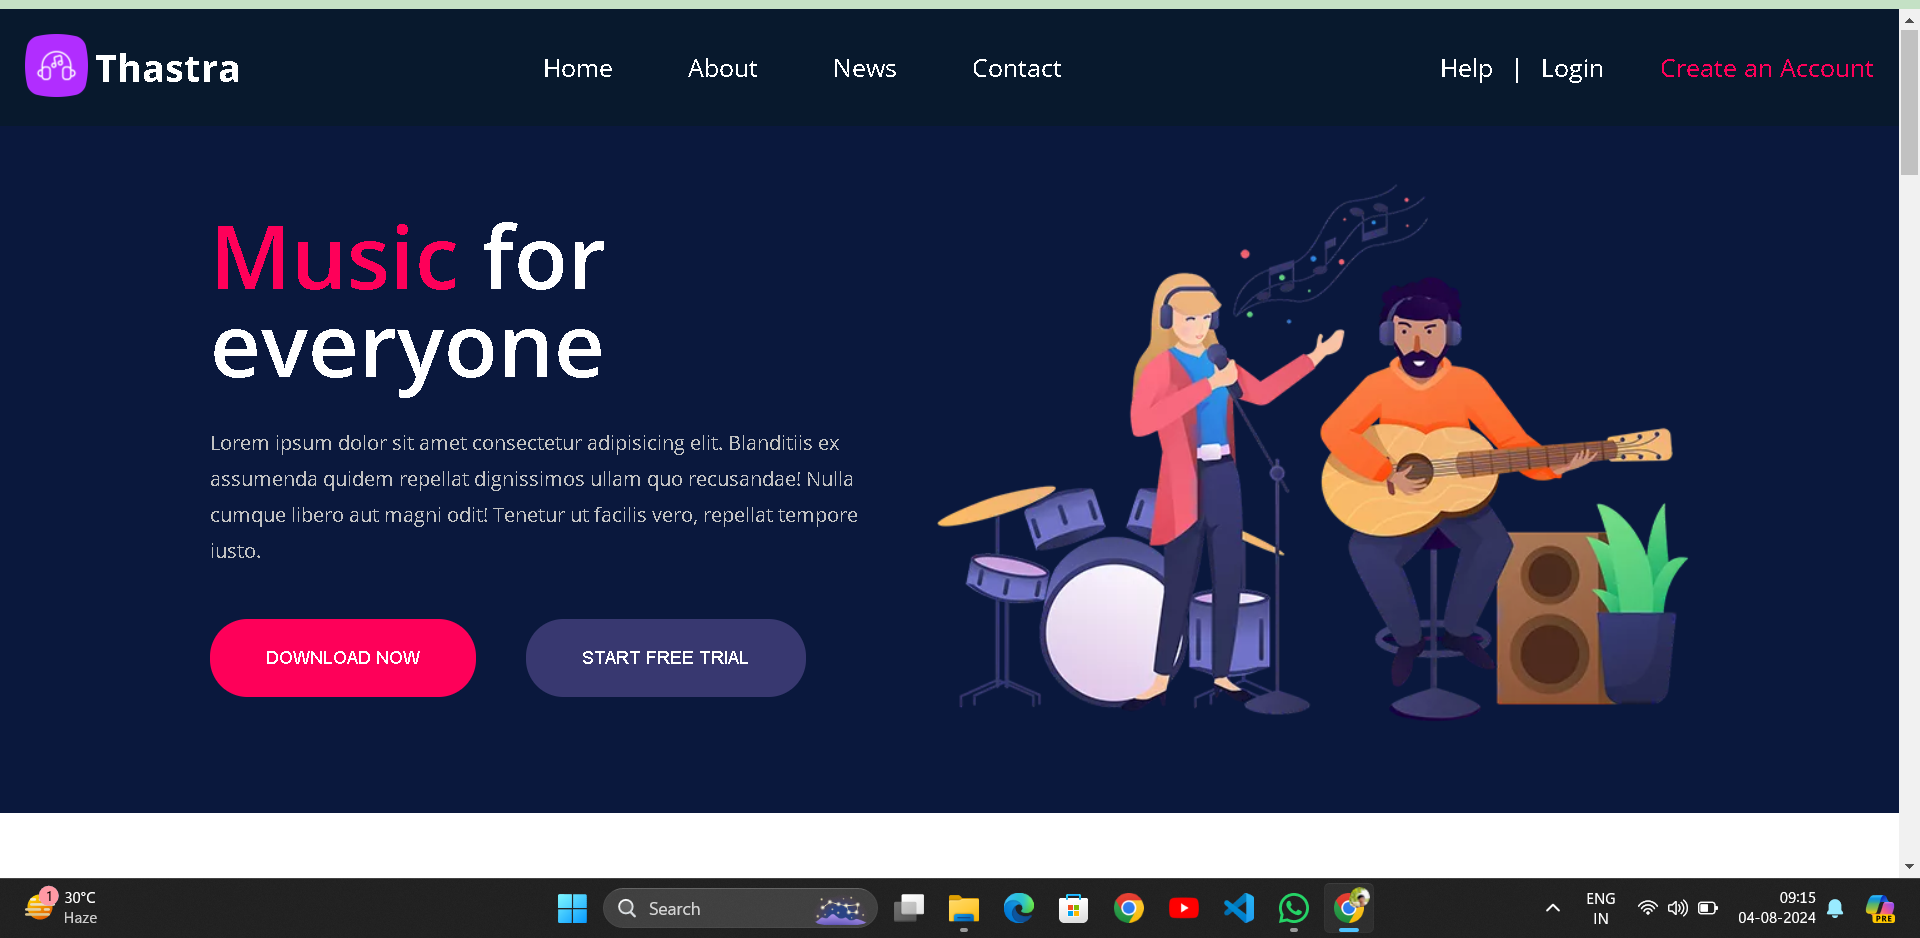 Thastra
Home About News Contact
Help | Login Create an Account
Music for
everyone
Lorem ipsum dolor sit amet consectetur adipisicing elit. Blanditiis ex
assumenda quidem repellat dignissimos ullam quo recusandae! Nulla
cumque libero aut magni odit! Tenetur ut facilis vero, repellat tempore
iusto.
DOWNLOAD NOW START FREE TRIAL
1
30°C
Haze
Search
ENG
IN
09:15
04-08-2024
PRE